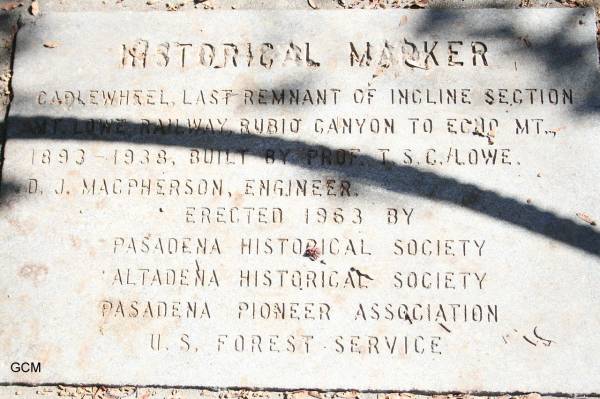 HISTORICAL MARKER
CABLEWHEEL, LAST REMNANT OF INCLINE SECTION
MT. LOWE RAILWAY, RUBIO CANYON TO ECHO MT.,
1893-1938, BUILT BY PROF. T. S. C. LOWE.
D. J. MACPHERSON, ENGINEER.
ERECTED 1963 BY
PASADENA HISTORICAL SOCIETY
ALTADENA HISTORICAL SOCIETY
PASADENA PIONEER ASSOCIATION
U. S. FOREST SERVICE
GCM